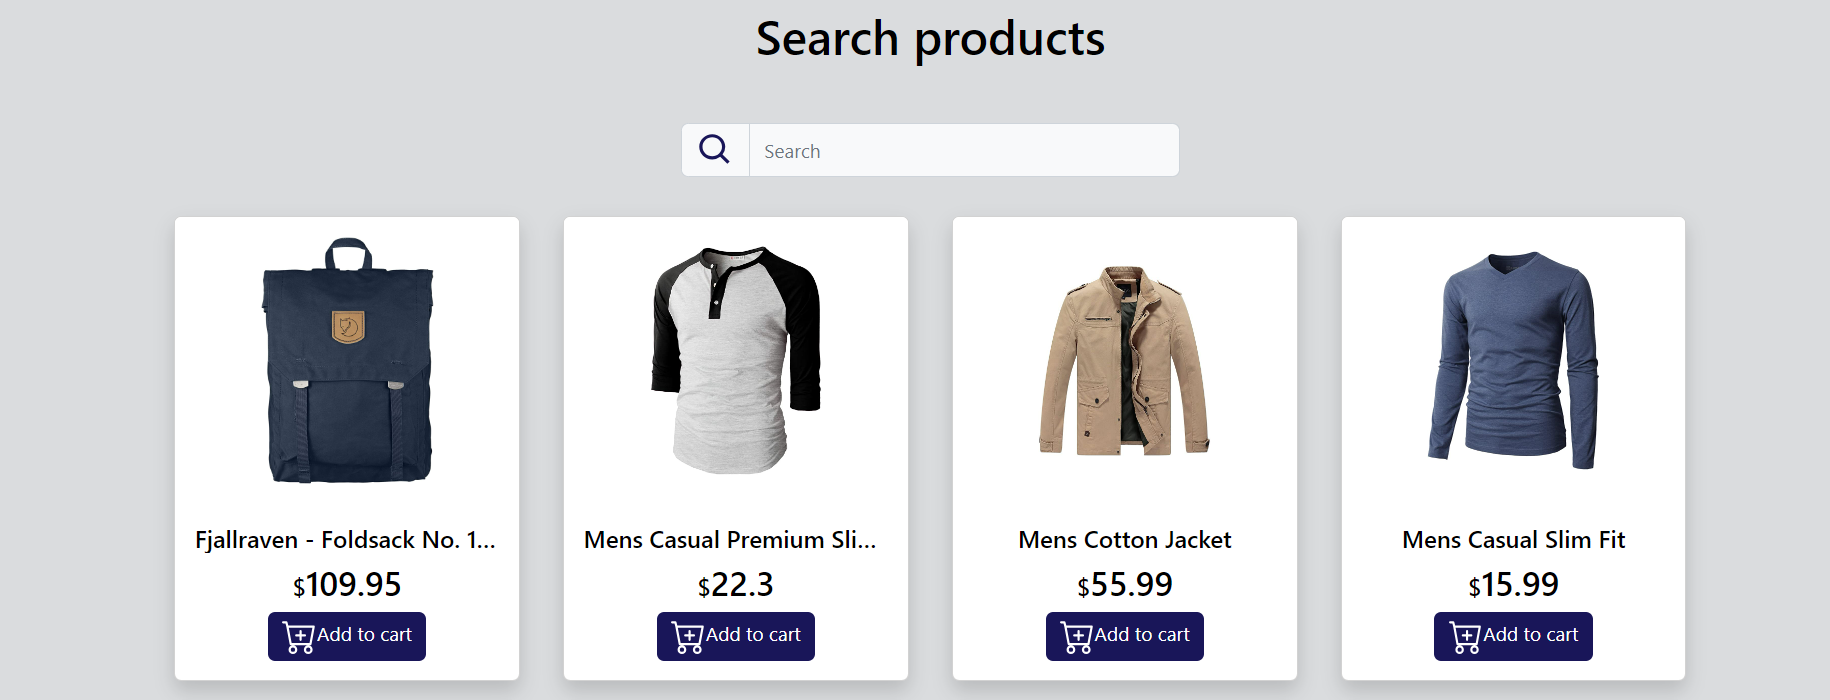 Search products
Search
Fjallraven - Foldsack No. 1...
$109.95
Add to cart
Mens Casual Premium Sli...
$22.3
Add to cart
Mens Cotton Jacket
$55.99
Add to cart
Mens Casual Slim Fit
$15.99
Add to cart